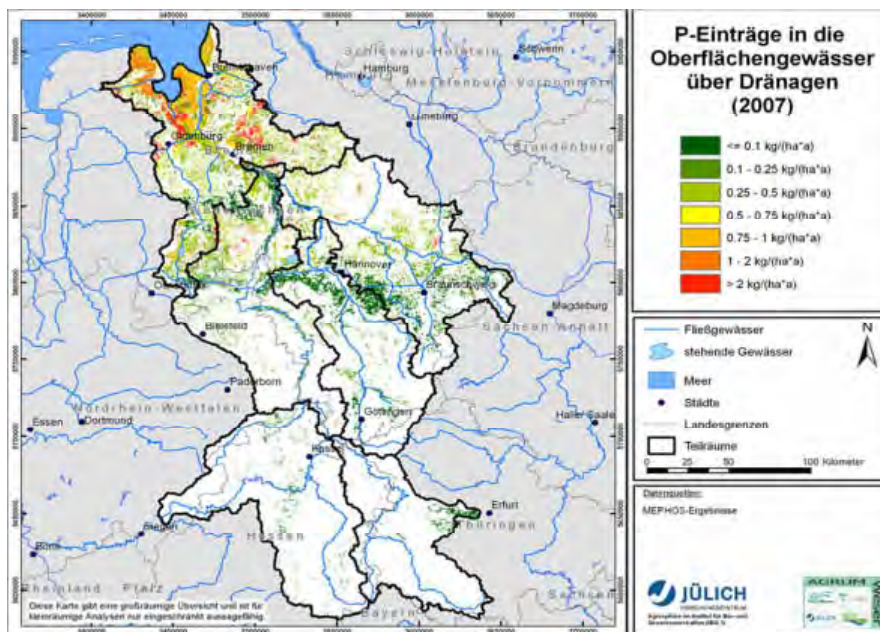 P-Einträge in die
Oberflächengewässer
über Dränagen
(2007)
<= 0.1 kg/(ha*a)
0.1 - 0.25 kg/(ha*a)
0.25 - 0.5 kg/(ha*a)
0.5 - 0.75 kg/(ha*a)
0.75 - 1 kg/(ha*a)
1 - 2 kg/(ha*a)
> 2 kg/(ha*a)
Fließgewässer
stehende Gewässer
Meer
Städte
Landesgrenzen
Teilräume
N
0 25 50 100 Kilometer
Datenquellen:
MEPHOS-Ergebnisse
JÜLICH
FORSCHUNGSZENTRUM
AGRUM
Schleswig-Holstein
Schwerin
Hamburg
Mecklenburg-Vorpommern
Bremerhaven
Lüneburg
Oldenburg
Bremen
Brandenburg
Hannover
Braunschweig
Magdeburg
Sachsen-Anhalt
Bielefeld
Paderborn
Nordrhein-Westfalen
Essen
Dortmund
Göttingen
Halle/Saale
Kassel
Erfurt
Thüringen
Siegen
Hessen
Bonn
Rheinland
Pfalz
Sachsen
Bayern
Diese Karte gibt eine großräumige Übersicht und ist für
kleinräumige Analysen nur eingeschränkt aussagefähig.